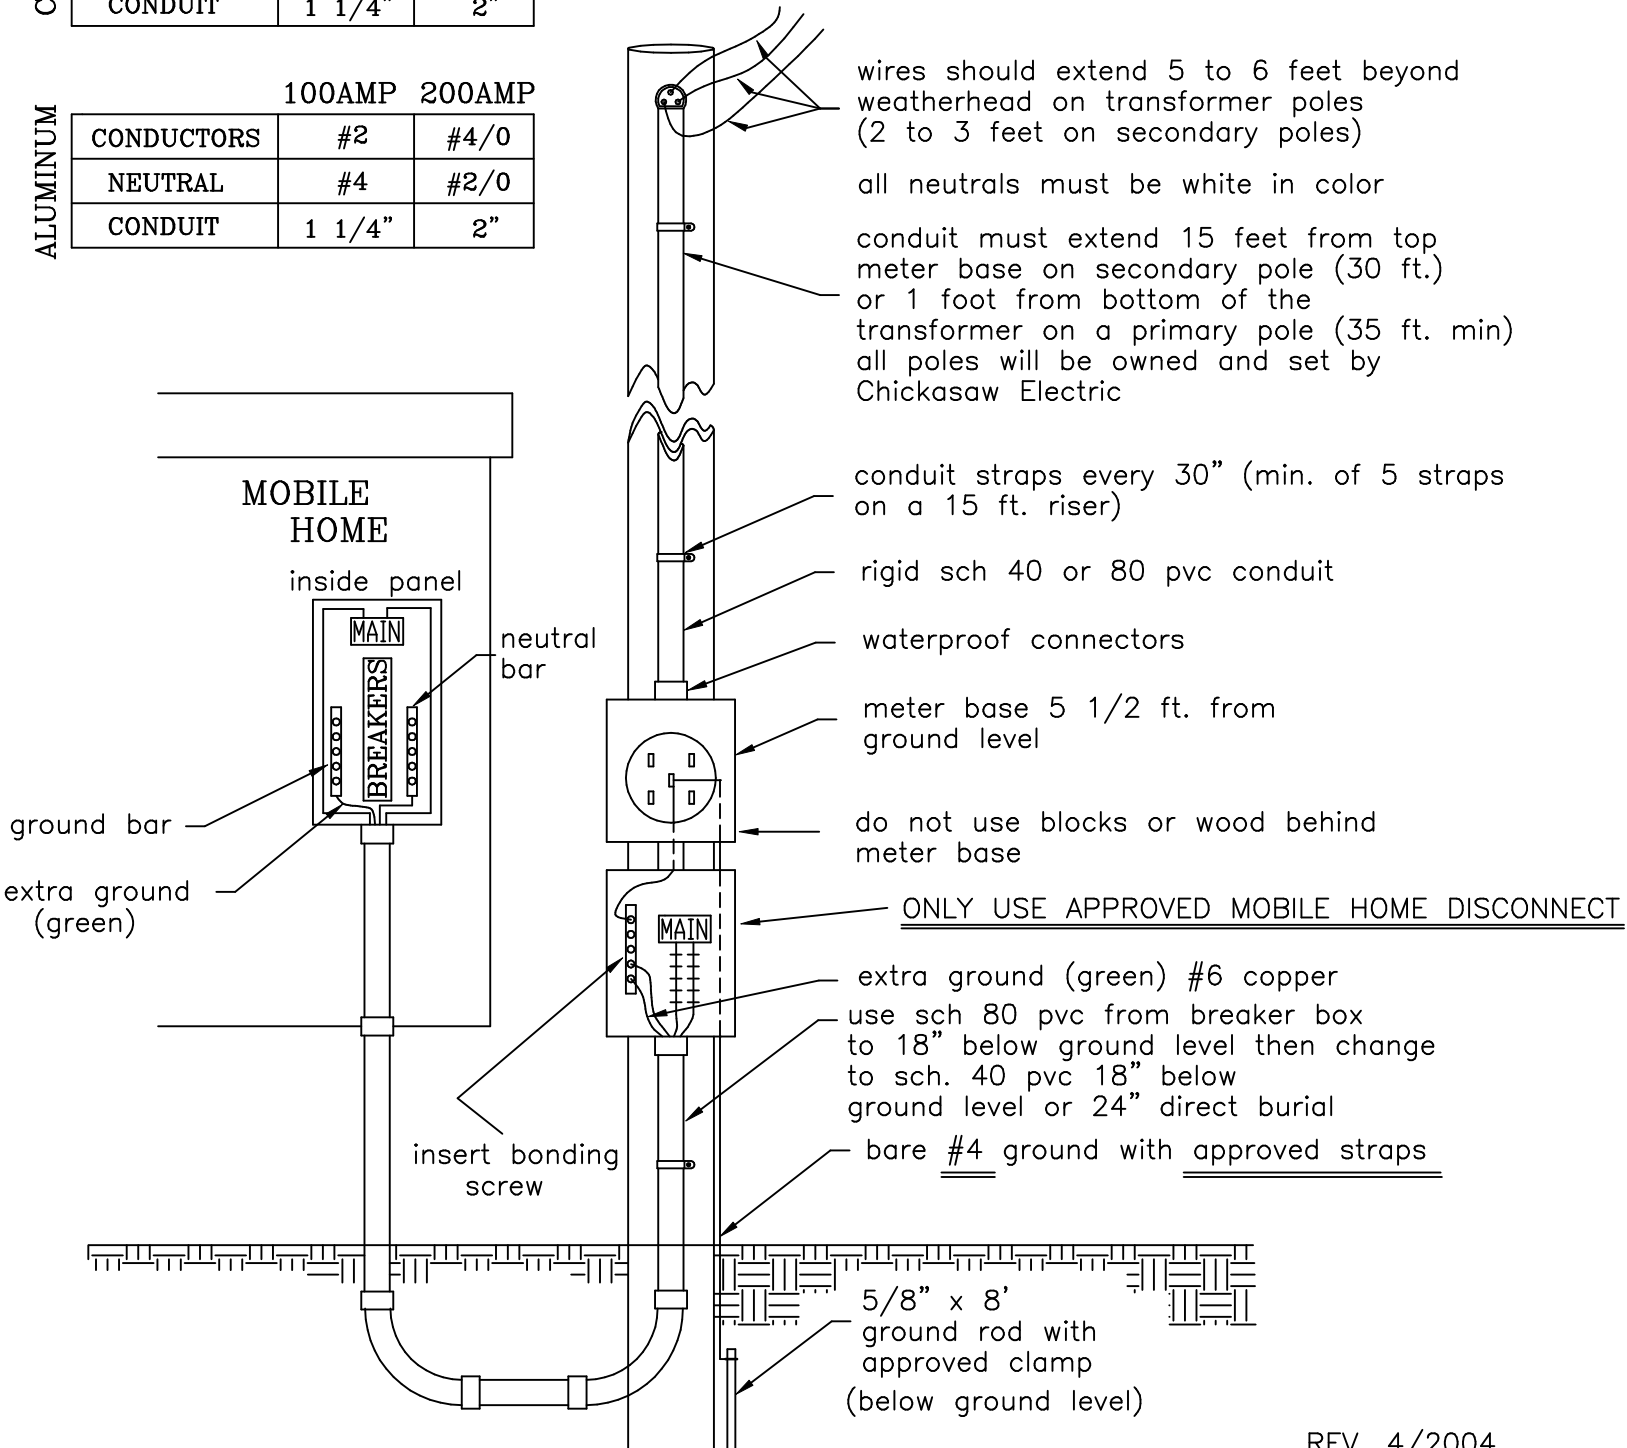 CONDUIT 1 1/4" 2"
100AMP 200AMP
ALUMINUM
CONDUCTORS #2 #4/0
NEUTRAL #4 #2/0
CONDUIT 1 1/4" 2"
wires should extend 5 to 6 feet beyond
weatherhead on transformer poles
(2 to 3 feet on secondary poles)
all neutrals must be white in color
conduit must extend 15 feet from top
meter base on secondary pole (30 ft.)
or 1 foot from bottom of the
transformer on a primary pole (35 ft. min)
all poles will be owned and set by
Chickasaw Electric
conduit straps every 30" (min. of 5 straps
on a 15 ft. riser)
rigid sch 40 or 80 pvc conduit
waterproof connectors
meter base 5 1/2 ft. from
ground level
do not use blocks or wood behind
meter base
ONLY USE APPROVED MOBILE HOME DISCONNECT
extra ground (green) #6 copper
use sch 80 pvc from breaker box
to 18" below ground level then change
to sch. 40 pvc 18" below
ground level or 24" direct burial
bare #4 ground with approved straps
5/8" x 8'
ground rod with
approved clamp
(below ground level)
MOBILE
HOME
inside panel
MAIN
BREAKERS
neutral
bar
ground bar
extra ground
(green)
MAIN
insert bonding
screw
REV. 4/2004